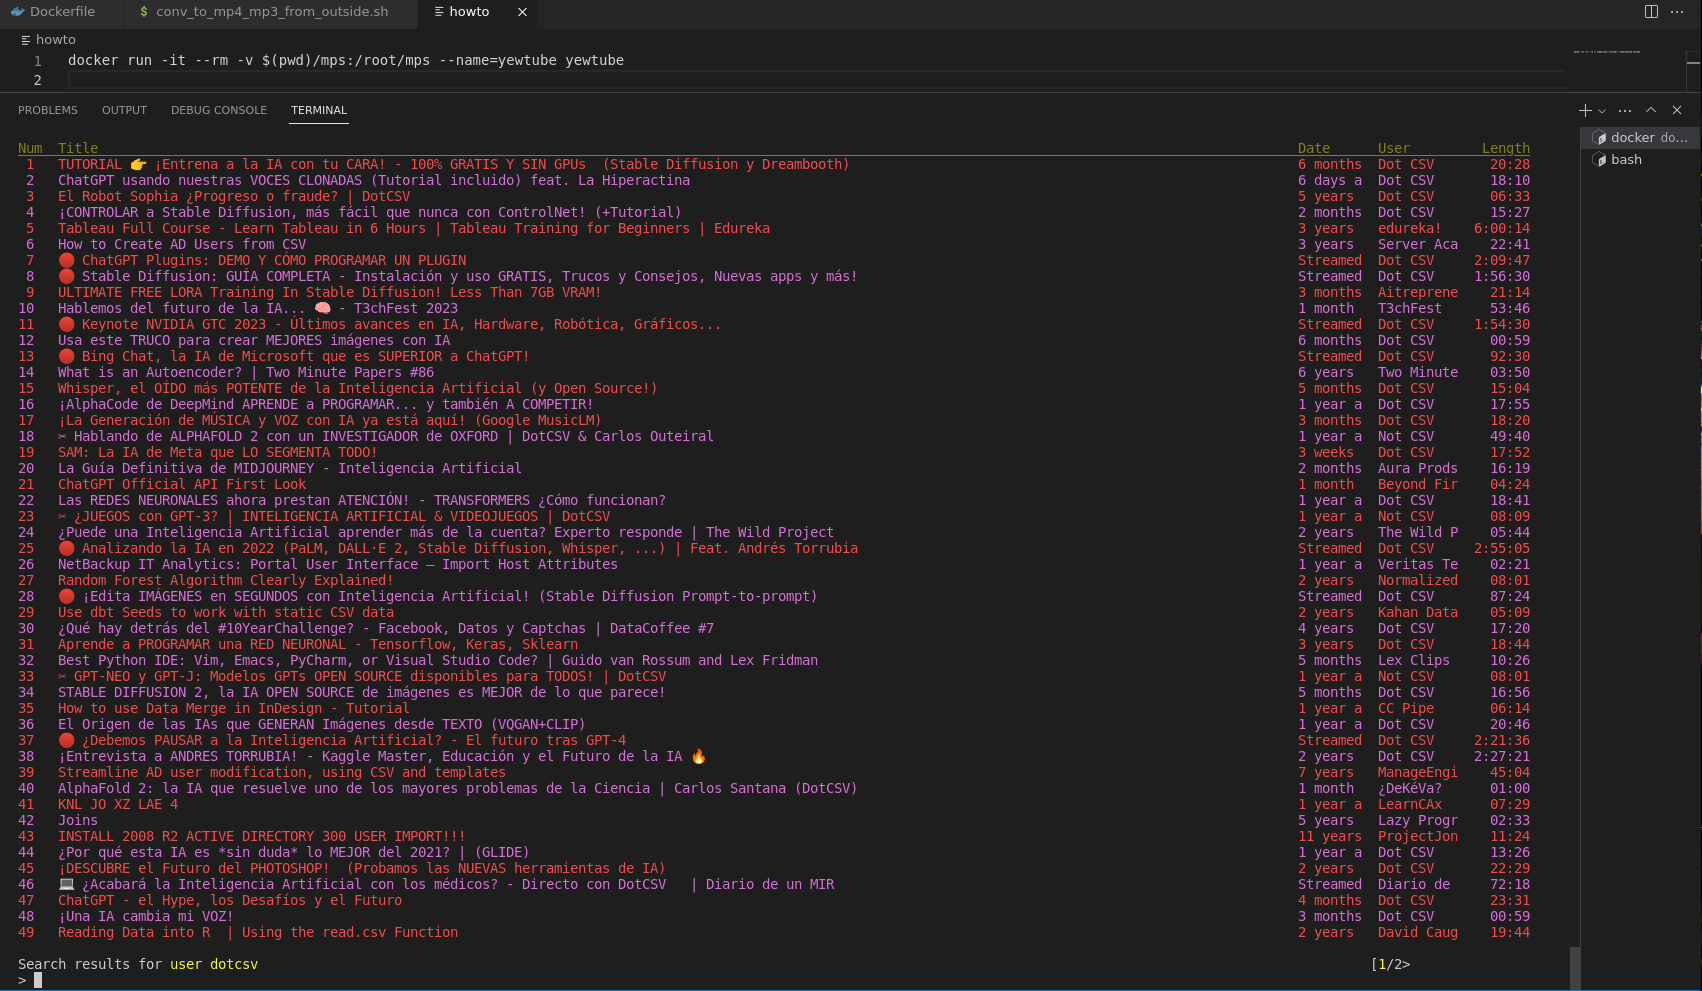 Dockerfile $ conv_to_mp4_mp3_from_outside.sh howto
howto
1 docker run -it --rm -v $(pwd)/mps:/root/mps --name=yewtube yewtube
2
PROBLEMS OUTPUT DEBUG CONSOLE TERMINAL
docker do...
bash
Num Title Date User Length
1 TUTORIAL 👉 ¡Entrena a la IA con tu CARA! - 100% GRATIS Y SIN GPUs (Stable Diffusion y Dreambooth) 6 months Dot CSV 20:28
2 ChatGPT usando nuestras VOCES CLONADAS (Tutorial incluido) feat. La Hiperactina 6 days a Dot CSV 18:10
3 El Robot Sophia ¿Progreso o fraude? | DotCSV 5 years Dot CSV 06:33
4 ¡CONTROLAR a Stable Diffusion, más fácil que nunca con ControlNet! (+Tutorial) 2 months Dot CSV 15:27
5 Tableau Full Course - Learn Tableau in 6 Hours | Tableau Training for Beginners | Edureka 3 years edureka! 6:00:14
6 How to Create AD Users from CSV 3 years Server Aca 22:41
7 🔴 ChatGPT Plugins: DEMO Y CÓMO PROGRAMAR UN PLUGIN Streamed Dot CSV 2:09:47
8 🔴 Stable Diffusion: GUÍA COMPLETA - Instalación y uso GRATIS, Trucos y Consejos, Nuevas apps y más! Streamed Dot CSV 1:56:30
9 ULTIMATE FREE LORA Training In Stable Diffusion! Less Than 7GB VRAM! 3 months Aitreprene 21:14
10 Hablemos del futuro de la IA... 🧠 - T3chFest 2023 1 month T3chFest 53:46
11 🔴 Keynote NVIDIA GTC 2023 - Últimos avances en IA, Hardware, Robótica, Gráficos... Streamed Dot CSV 1:54:30
12 Usa este TRUCO para crear MEJORES imágenes con IA 6 months Dot CSV 00:59
13 🔴 Bing Chat, la IA de Microsoft que es SUPERIOR a ChatGPT! Streamed Dot CSV 92:30
14 What is an Autoencoder? | Two Minute Papers #86 6 years Two Minute 03:50
15 Whisper, el OÍDO más POTENTE de la Inteligencia Artificial (y Open Source!) 5 months Dot CSV 15:04
16 ¡AlphaCode de DeepMind APRENDE a PROGRAMAR... y también A COMPETIR! 1 year a Dot CSV 17:55
17 ¡La Generación de MÚSICA y VOZ con IA ya está aquí! (Google MusicLM) 3 months Dot CSV 18:20
18 ✂ Hablando de ALPHAFOLD 2 con un INVESTIGADOR de OXFORD | DotCSV & Carlos Outeiral 1 year a Not CSV 49:40
19 SAM: La IA de Meta que LO SEGMENTA TODO! 3 weeks Dot CSV 17:52
20 La Guía Definitiva de MIDJOURNEY - Inteligencia Artificial 2 months Aura Prods 16:19
21 ChatGPT Official API First Look 1 month Beyond Fir 04:24
22 Las REDES NEURONALES ahora prestan ATENCIÓN! - TRANSFORMERS ¿Cómo funcionan? 1 year a Dot CSV 18:41
23 ✂ ¿JUEGOS con GPT-3? | INTELIGENCIA ARTIFICIAL & VIDEOJUEGOS | DotCSV 1 year a Not CSV 08:09
24 ¿Puede una Inteligencia Artificial aprender más de la cuenta? Experto responde | The Wild Project 2 years The Wild P 05:44
25 🔴 Analizando la IA en 2022 (PaLM, DALL·E 2, Stable Diffusion, Whisper, ...) | Feat. Andrés Torrubia Streamed Dot CSV 2:55:05
26 NetBackup IT Analytics: Portal User Interface – Import Host Attributes 1 year a Veritas Te 02:21
27 Random Forest Algorithm Clearly Explained! 2 years Normalized 08:01
28 🔴 ¡Edita IMÁGENES en SEGUNDOS con Inteligencia Artificial! (Stable Diffusion Prompt-to-prompt) Streamed Dot CSV 87:24
29 Use dbt Seeds to work with static CSV data 2 years Kahan Data 05:09
30 ¿Qué hay detrás del #10YearChallenge? - Facebook, Datos y Captchas | DataCoffee #7 4 years Dot CSV 17:20
31 Aprende a PROGRAMAR una RED NEURONAL - Tensorflow, Keras, Sklearn 3 years Dot CSV 18:44
32 Best Python IDE: Vim, Emacs, PyCharm, or Visual Studio Code? | Guido van Rossum and Lex Fridman 5 months Lex Clips 10:26
33 ✂ GPT-NEO y GPT-J: Modelos GPTs OPEN SOURCE disponibles para TODOS! | DotCSV 1 year a Not CSV 08:01
34 STABLE DIFFUSION 2, la IA OPEN SOURCE de imágenes es MEJOR de lo que parece! 5 months Dot CSV 16:56
35 How to use Data Merge in InDesign - Tutorial 1 year a CC Pipe 06:14
36 El Origen de las IAs que GENERAN Imágenes desde TEXTO (VQGAN+CLIP) 1 year a Dot CSV 20:46
37 🔴 ¿Debemos PAUSAR a la Inteligencia Artificial? - El futuro tras GPT-4 Streamed Dot CSV 2:21:36
38 ¡Entrevista a ANDRES TORRUBIA! - Kaggle Master, Educación y el Futuro de la IA 🔥 2 years Dot CSV 2:27:21
39 Streamline AD user modification, using CSV and templates 7 years ManageEngi 45:04
40 AlphaFold 2: la IA que resuelve uno de los mayores problemas de la Ciencia | Carlos Santana (DotCSV) 1 month ¿DeKéVa? 01:00
41 KNL JO XZ LAE 4 1 year a LearnCAx 07:29
42 Joins 5 years Lazy Progr 02:33
43 INSTALL 2008 R2 ACTIVE DIRECTORY 300 USER IMPORT!!! 11 years ProjectJon 11:24
44 ¿Por qué esta IA es *sin duda* lo MEJOR del 2021? | (GLIDE) 1 year a Dot CSV 13:26
45 ¡DESCUBRE el Futuro del PHOTOSHOP! (Probamos las NUEVAS herramientas de IA) 2 years Dot CSV 22:29
46 💻 ¿Acabará la Inteligencia Artificial con los médicos? - Directo con DotCSV | Diario de un MIR Streamed Diario de 72:18
47 ChatGPT - el Hype, los Desafíos y el Futuro 4 months Dot CSV 23:31
48 ¡Una IA cambia mi VOZ! 3 months Dot CSV 00:59
49 Reading Data into R | Using the read.csv Function 2 years David Caug 19:44
Search results for user dotcsv [1/2>
>